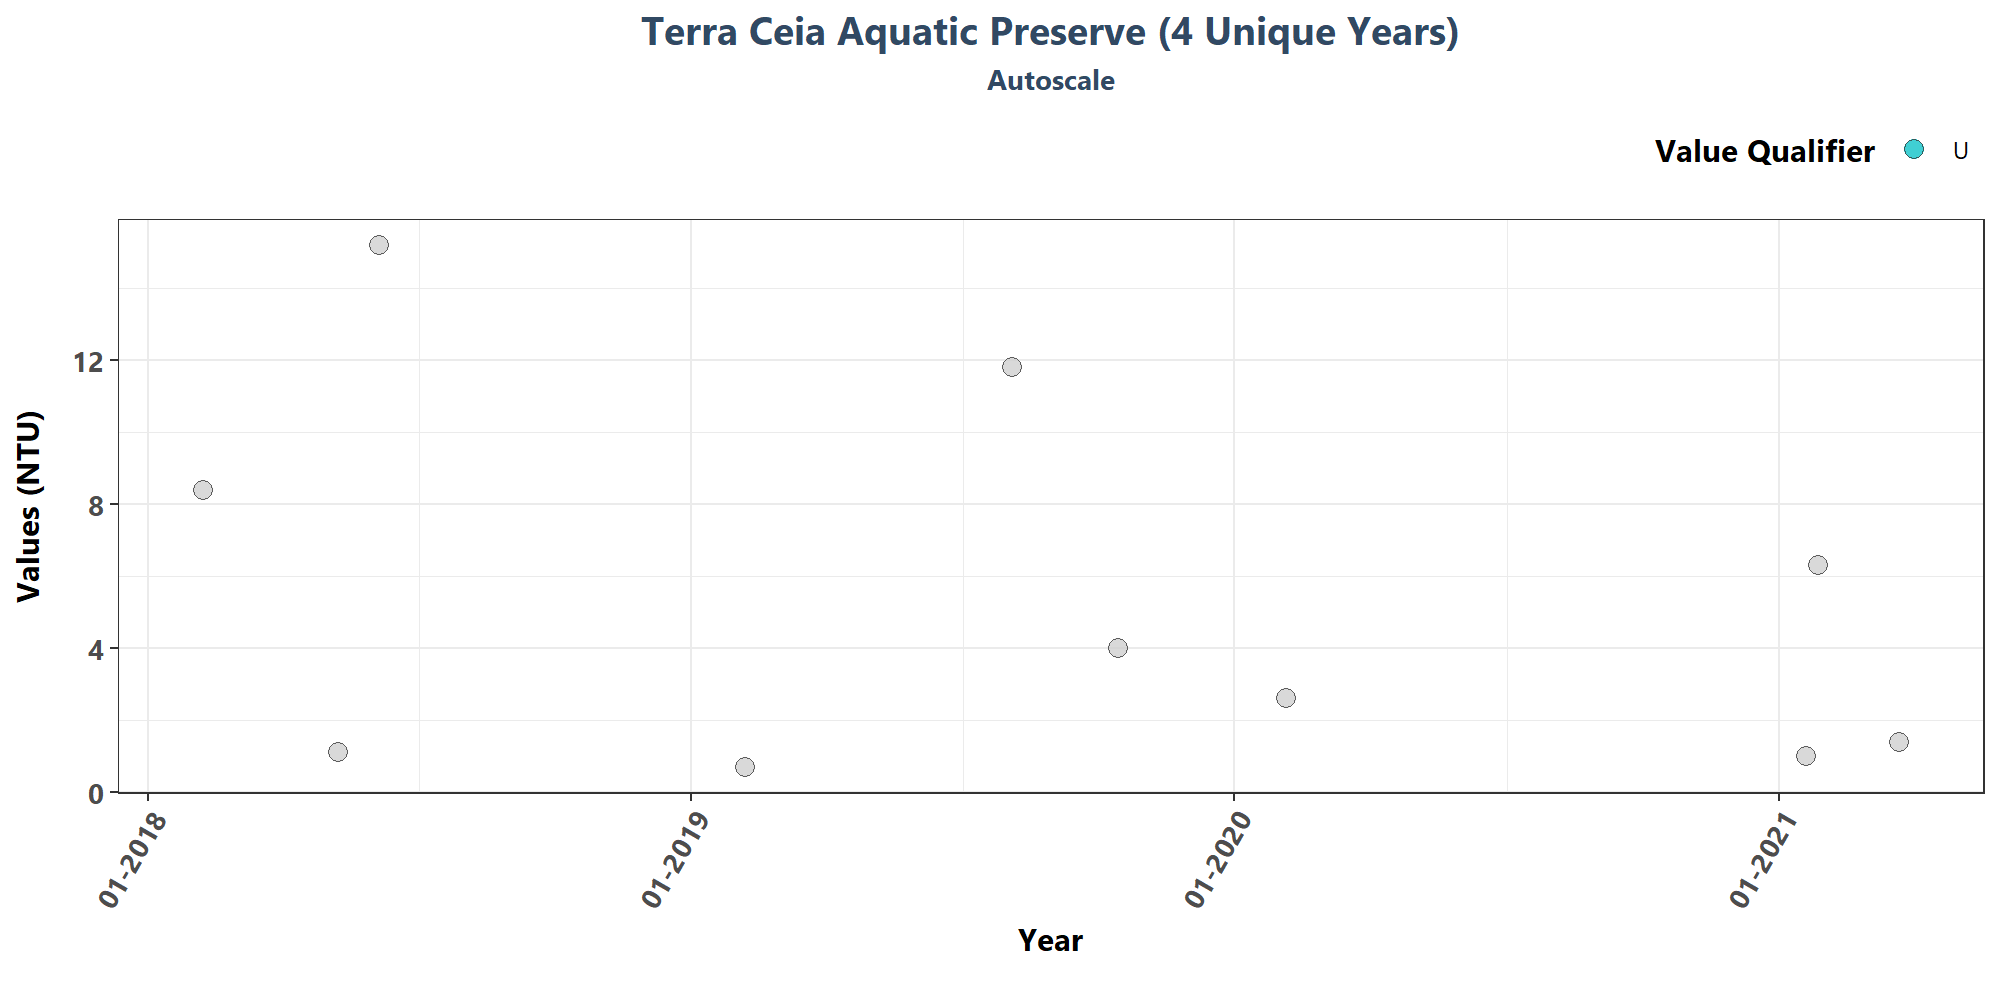 Terra Ceia Aquatic Preserve (4 Unique Years)
Autoscale
Value Qualifier U
Values (NTU)
12
8
4
0
01-2018
01-2019
01-2020
01-2021
Year